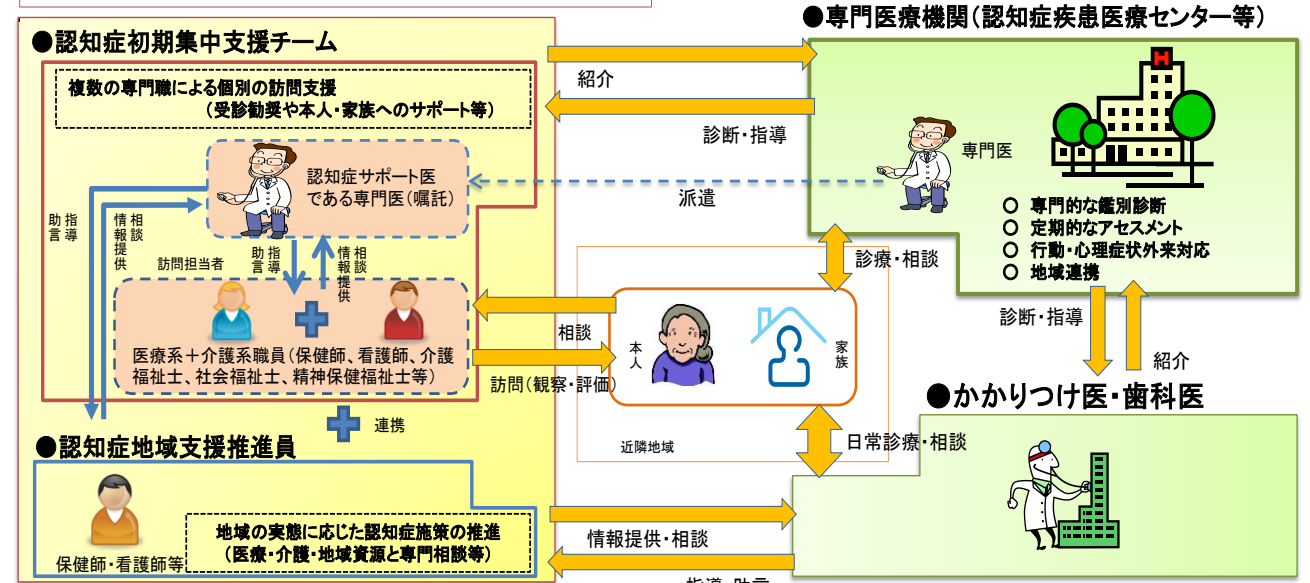 ●認知症初期集中支援チーム
複数の専門職による個別の訪問支援
(受診勧奨や本人・家族へのサポート等)
認知症サポート医
である専門医(嘱託)
指導
助言
相談
情報提供
訪問担当者
指導
助言
相談
情報提供
医療系+介護系職員(保健師、看護師、介護
福祉士、社会福祉士、精神保健福祉士等)
連携
●認知症地域支援推進員
保健師・看護師等
地域の実態に応じた認知症施策の推進
(医療・介護・地域資源と専門相談等)
紹介
診断・指導
派遣
相談
訪問(観察・評価)
本人
家族
近隣地域
診療・相談
日常診療・相談
情報提供・相談
●専門医療機関(認知症疾患医療センター等)
H
専門医
○ 専門的な鑑別診断
○ 定期的なアセスメント
○ 行動・心理症状外来対応
○ 地域連携
診断・指導
紹介
●かかりつけ医・歯科医
指導・助言